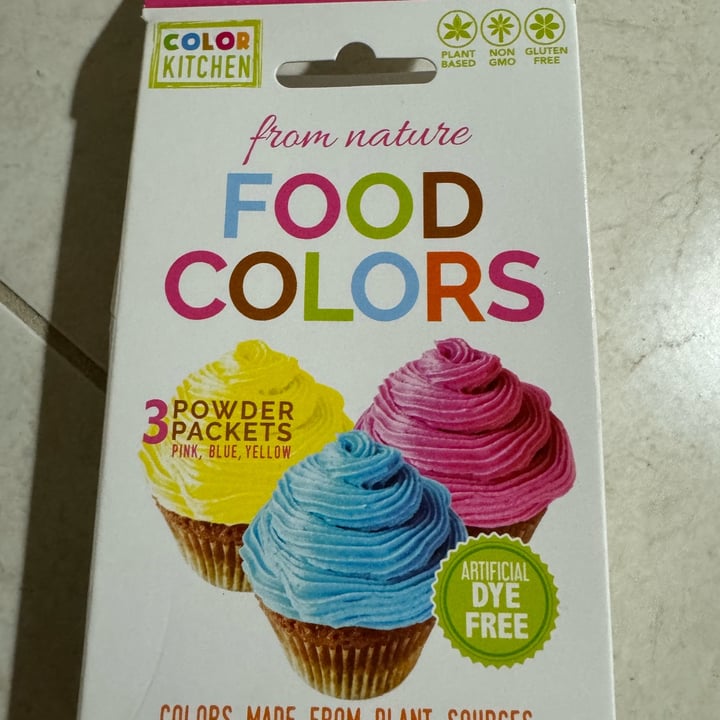 COLOR
KITCHEN
PLANT
BASED
NON
GMO
GLUTEN
FREE
from nature
FOOD
COLORS
3 POWDER
PACKETS
PINK, BLUE, YELLOW
ARTIFICIAL
DYE
FREE
COLORS MADE FROM PLANT SOURCES